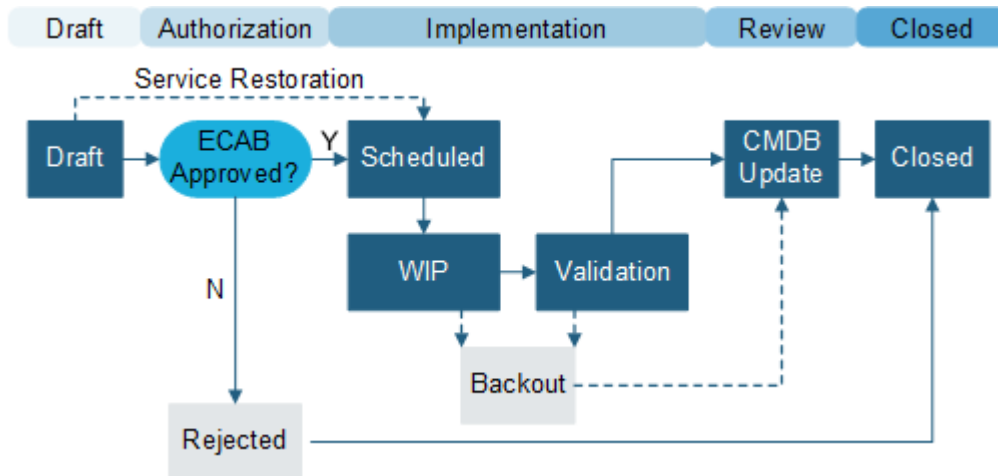 Draft
Authorization
Implementation
Review
Closed
Service Restoration
Draft
ECAB
Approved?
Y
Scheduled
CMDB
Update
Closed
WIP
Validation
N
Backout
Rejected